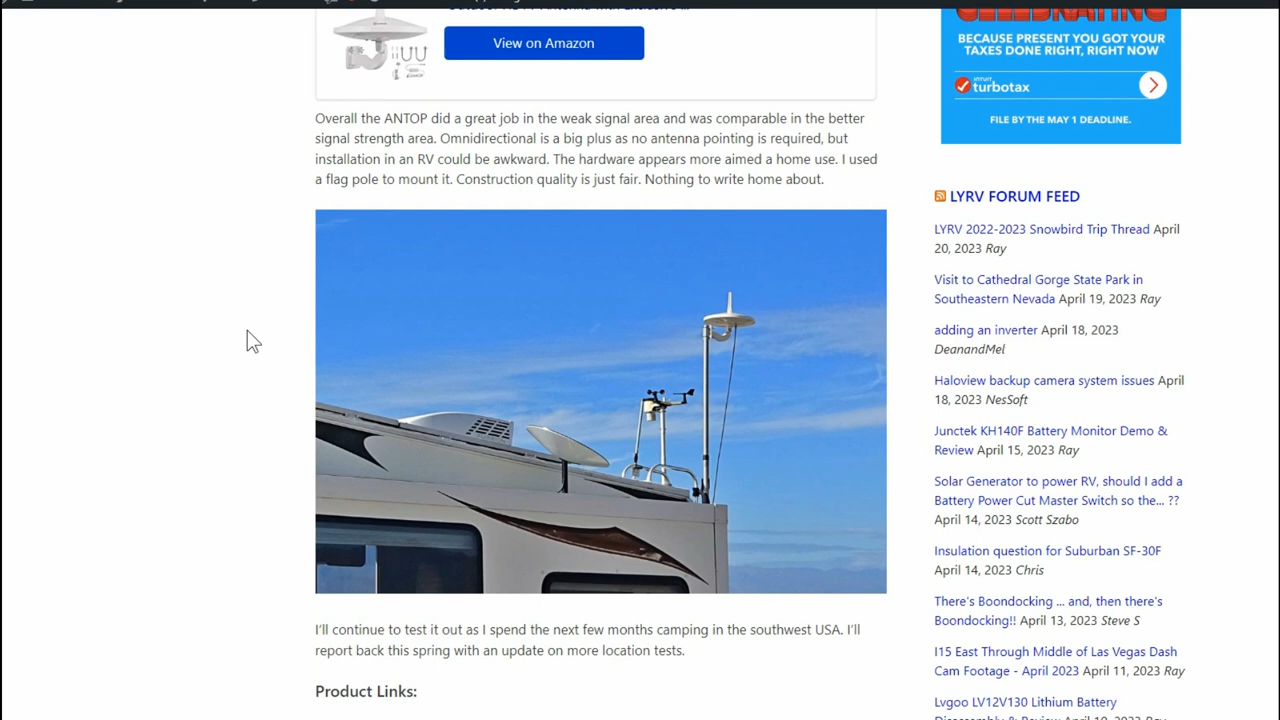 View on Amazon
Overall the ANTOP did a great job in the weak signal area and was comparable in the better
signal strength area. Omnidirectional is a big plus as no antenna pointing is required, but
installation in an RV could be awkward. The hardware appears more aimed a home use. I used
a flag pole to mount it. Construction quality is just fair. Nothing to write home about.
I'll continue to test it out as I spend the next few months camping in the southwest USA. I'll
report back this spring with an update on more location tests.
Product Links:
CELEBRATING
BECAUSE PRESENT YOU GOT YOUR
TAXES DONE RIGHT, RIGHT NOW
INTUIT
turbotax
FILE BY THE MAY 1 DEADLINE.
LYRV FORUM FEED
LYRV 2022-2023 Snowbird Trip Thread April
20, 2023 Ray
Visit to Cathedral Gorge State Park in
Southeastern Nevada April 19, 2023 Ray
adding an inverter April 18, 2023
DeanandMel
Haloview backup camera system issues April
18, 2023 NesSoft
Junctek KH140F Battery Monitor Demo &
Review April 15, 2023 Ray
Solar Generator to power RV, should I add a
Battery Power Cut Master Switch so the... ??
April 14, 2023 Scott Szabo
Insulation question for Suburban SF-30F
April 14, 2023 Chris
There's Boondocking ... and, then there's
Boondocking!! April 13, 2023 Steve S
I15 East Through Middle of Las Vegas Dash
Cam Footage - April 2023 April 11, 2023 Ray
Lvgoo LV12V130 Lithium Battery